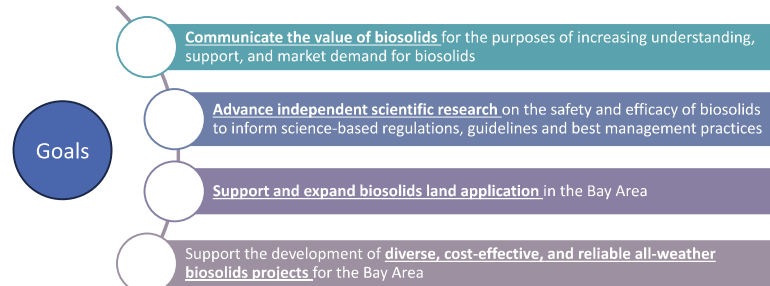 Communicate the value of biosolids for the purposes of increasing understanding,
support, and market demand for biosolids
Advance independent scientific research on the safety and efficacy of biosolids
to inform science-based regulations, guidelines and best management practices
Goals
Support and expand biosolids land application in the Bay Area
Support the development of diverse, cost-effective, and reliable all-weather
biosolids projects for the Bay Area